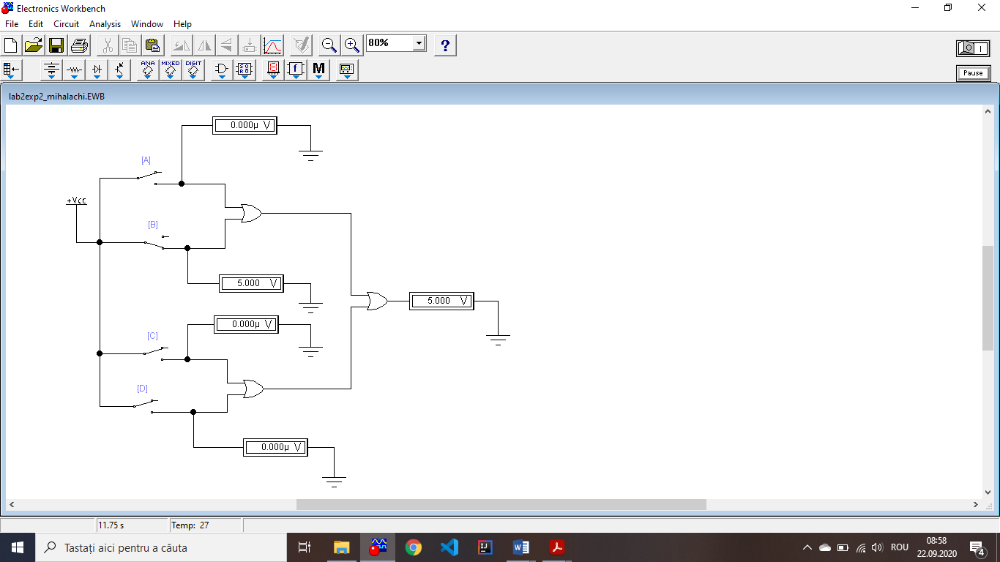 Electronics Workbench
File Edit Circuit Analysis Window Help
80%
?
ANA MIXED DIGIT
f M
Pause
lab2exp2_mihalachi.EWB
0.000µ V
[A]
+Vcc
[B]
5.000 V
5.000 V
0.000µ V
[C]
[D]
0.000µ V
11.75 s Temp: 27
Tastați aici pentru a căuta
IJ
W
ROU
08:58
22.09.2020
4